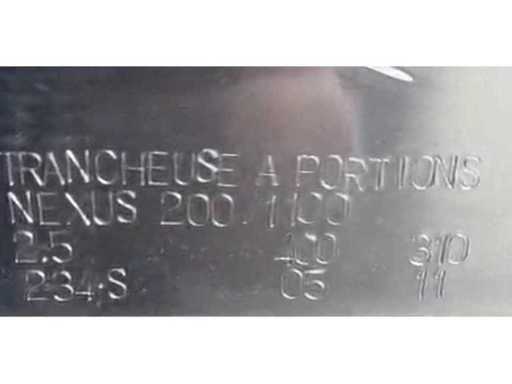 TRANCHEUSE A PORTIONS
NEXUS 200/1100
2.5 400 310
234.S 05 11